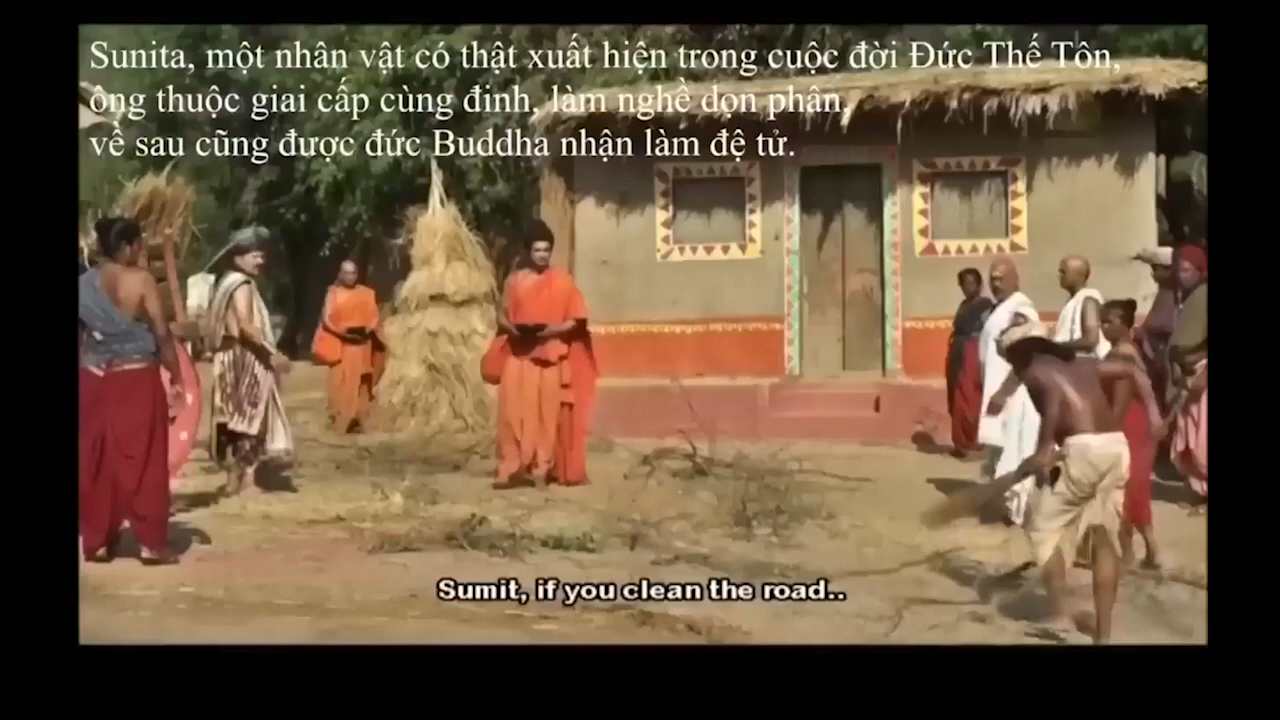 Sunita, một nhân vật có thật xuất hiện trong cuộc đời Đức Thế Tôn,
ông thuộc giai cấp cùng đinh, làm nghề dọn phân,
về sau cũng được đức Buddha nhận làm đệ tử.
Sumit, if you clean the road..